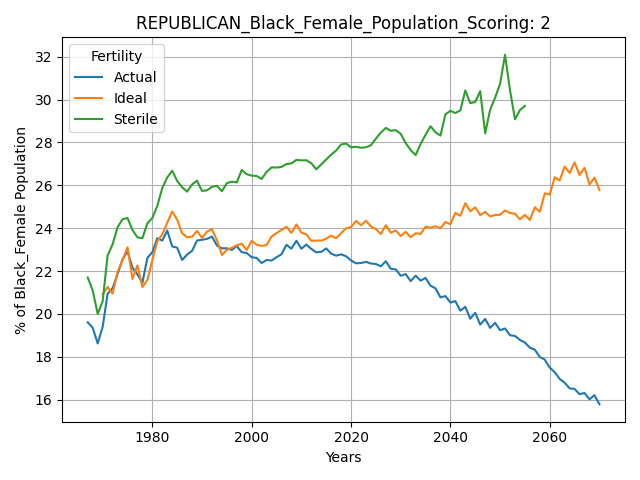 REPUBLICAN_Black_Female_Population_Scoring: 2
% of Black_Female Population
32
30
28
26
24
22
20
18
16
Fertility
Actual
Ideal
Sterile
1980 2000 2020 2040 2060
Years